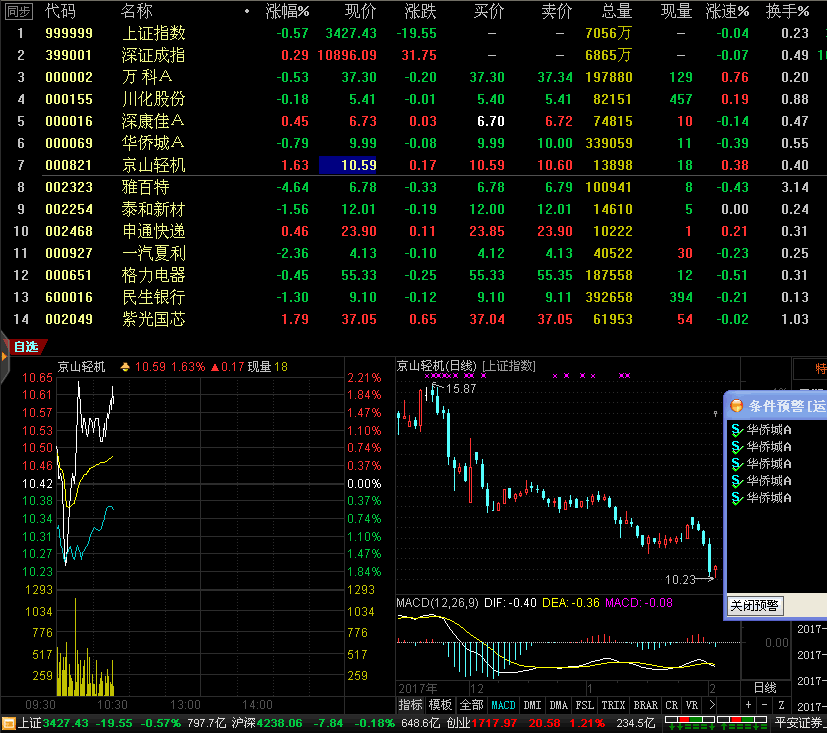 同步 代码 名称 • 涨幅% 现价 涨跌 买价 卖价 总量 现量 涨速% 换手%
1 999999 上证指数 -0.57 3427.43 -19.55 — — 7056万 — -0.04 0.23
2 399001 深证成指 0.29 10896.09 31.75 — — 6865万 — -0.07 0.49
3 000002 万科A -0.53 37.30 -0.20 37.30 37.34 197880 129 0.76 0.20
4 000155 川化股份 -0.18 5.41 -0.01 5.40 5.41 82151 457 0.19 0.88
5 000016 深康佳A 0.45 6.73 0.03 6.70 6.72 74815 10 -0.14 0.47
6 000069 华侨城A -0.79 9.99 -0.08 9.99 10.00 339059 11 -0.39 0.55
7 000821 京山轻机 1.63 10.59 0.17 10.59 10.60 13898 18 0.38 0.40
8 002323 雅百特 -4.64 6.78 -0.33 6.78 6.79 100941 8 -0.43 3.14
9 002254 泰和新材 -1.56 12.01 -0.19 12.00 12.01 14610 5 0.00 0.24
10 002468 申通快递 0.46 23.90 0.11 23.85 23.90 10222 1 0.21 0.31
11 000927 一汽夏利 -2.36 4.13 -0.10 4.12 4.13 40522 30 -0.23 0.25
12 000651 格力电器 -0.45 55.33 -0.25 55.33 55.35 187558 12 -0.51 0.31
13 600016 民生银行 -1.30 9.10 -0.12 9.10 9.11 392658 394 -0.21 0.13
14 002049 紫光国芯 1.79 37.05 0.65 37.04 37.05 61953 54 -0.02 1.03
自选
京山轻机 10.59 1.63% ▲0.17 现量 18
10.65 2.21%
10.61 1.84%
10.57 1.47%
10.53 1.10%
10.50 0.74%
10.46 0.37%
10.42 0.00%
10.38 0.37%
10.34 0.74%
10.31 1.10%
10.27 1.47%
10.23 1.84%
1293 1293
1034 1034
776 776
517 517
259 259
09:30 10:30 13:00 14:00
京山轻机(日线) [上证指数]
15.87
10.23
特
条件预警 [运
华侨城A
华侨城A
华侨城A
华侨城A
华侨城A
关闭预警
MACD(12,26,9) DIF: -0.40 DEA: -0.36 MACD: -0.08
0.00
2017年 12 1 2 日线
2017-
2017-
2017-
2017-
指标 模板 全部 MACD DMI DMA FSL TRIX BRAR CR VR > + - Z
上证3427.43 -19.55 -0.57% 797.7亿 沪深4238.06 -7.84 -0.18% 648.6亿 创业1717.97 20.58 1.21% 234.5亿 平安证券